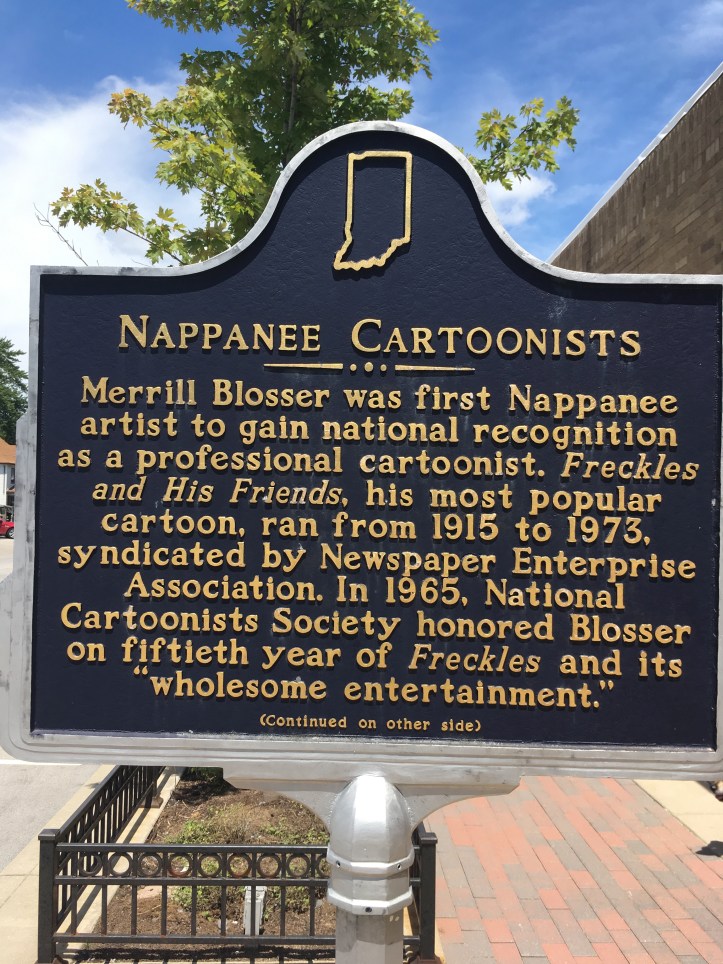 NAPPANEE CARTOONISTS
Merrill Blosser was first Nappanee
artist to gain national recognition
as a professional cartoonist. Freckles
and His Friends, his most popular
cartoon, ran from 1915 to 1973,
syndicated by Newspaper Enterprise
Association. In 1965, National
Cartoonists Society honored Blosser
on fiftieth year of Freckles and its
“wholesome entertainment.”
(Continued on other side)